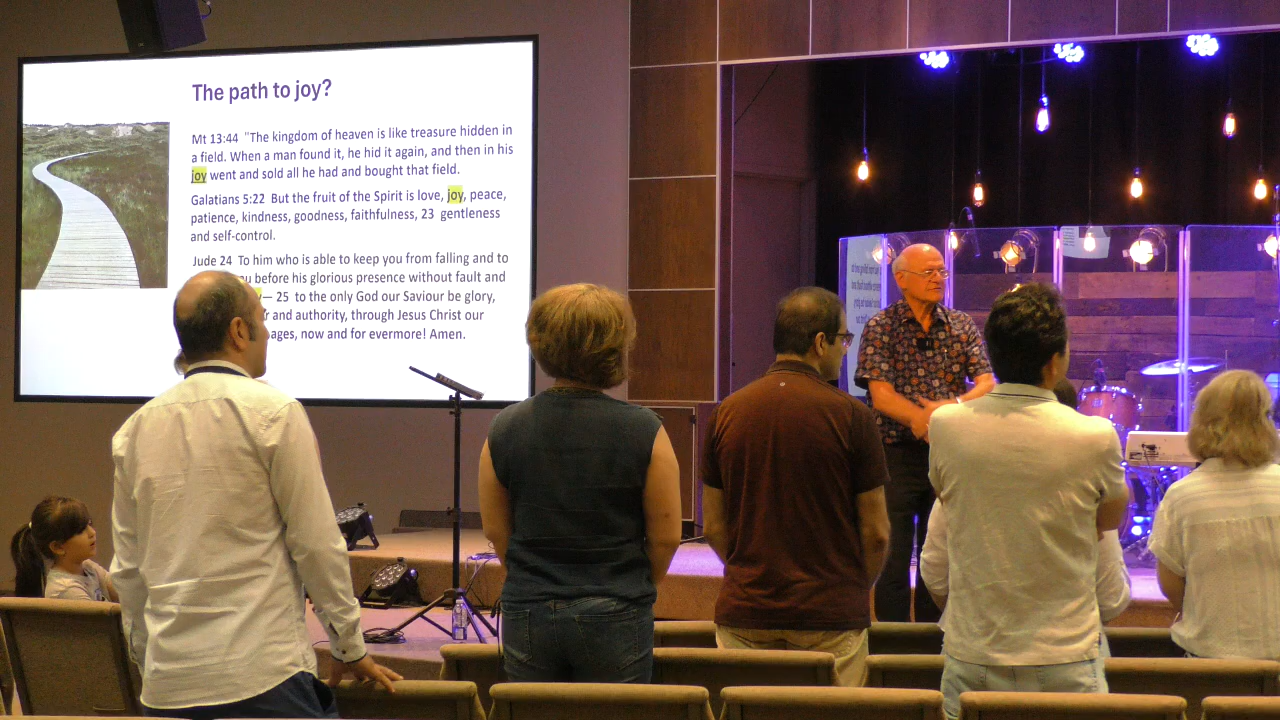 The path to joy?
Mt 13:44 "The kingdom of heaven is like treasure hidden in
a field. When a man found it, he hid it again, and then in his
joy went and sold all he had and bought that field.
Galatians 5:22 But the fruit of the Spirit is love, joy, peace,
patience, kindness, goodness, faithfulness, 23 gentleness
and self-control.
Jude 24 To him who is able to keep you from falling and to
before his glorious presence without fault and
— 25 to the only God our Saviour be glory,
and authority, through Jesus Christ our
ages, now and for evermore! Amen.